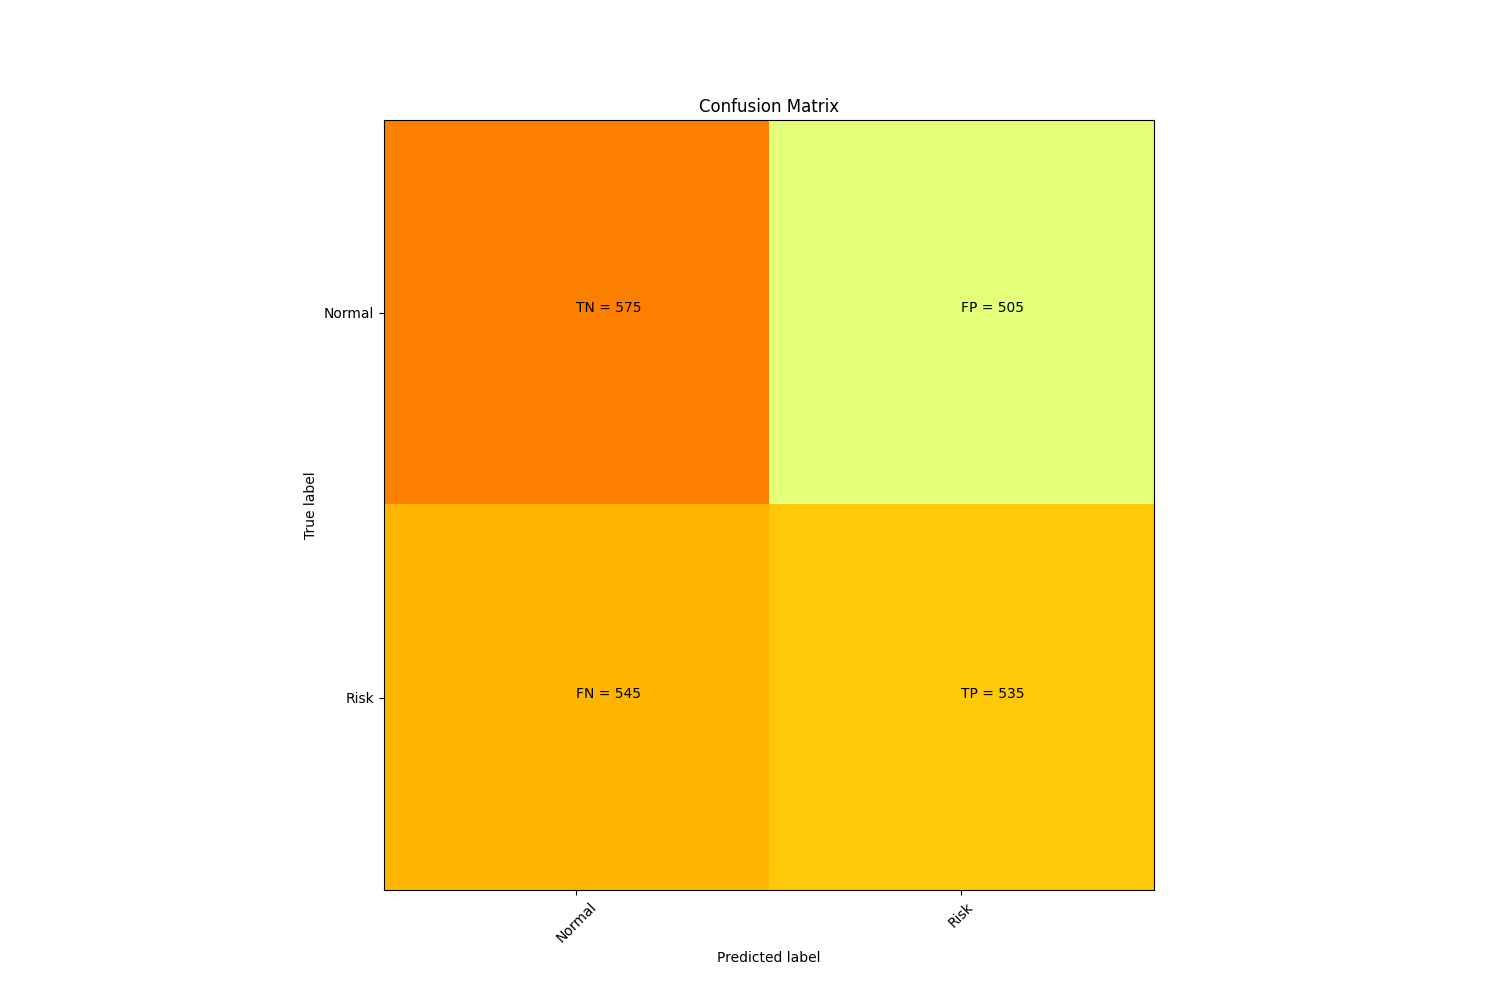 Confusion Matrix
Normal
TN = 575
FP = 505
True label
Risk
FN = 545
TP = 535
Normal
Risk
Predicted label